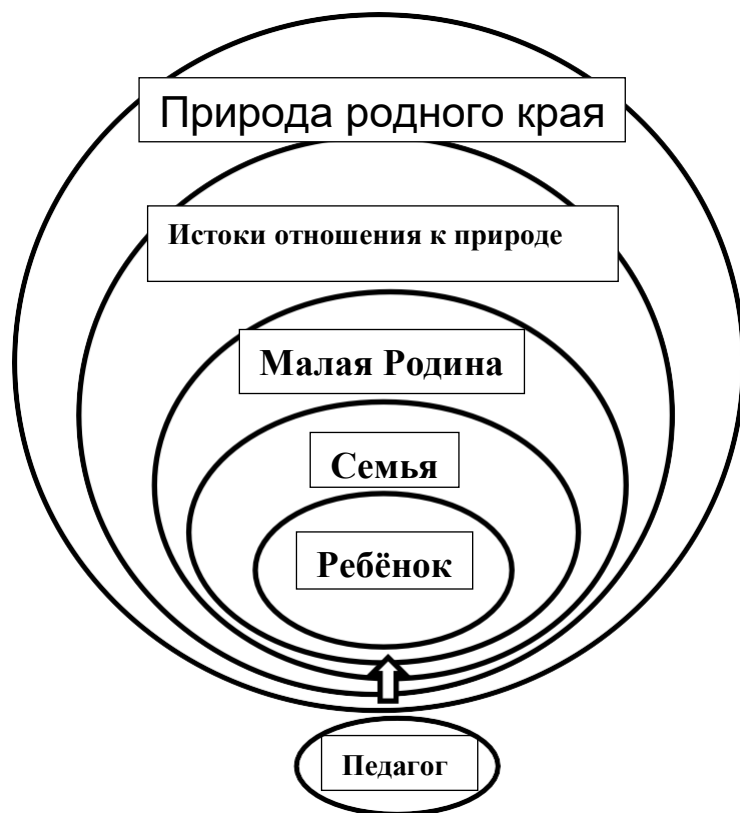 Природа родного края
Истоки отношения к природе
Малая Родина
Семья
Ребёнок
Педагог